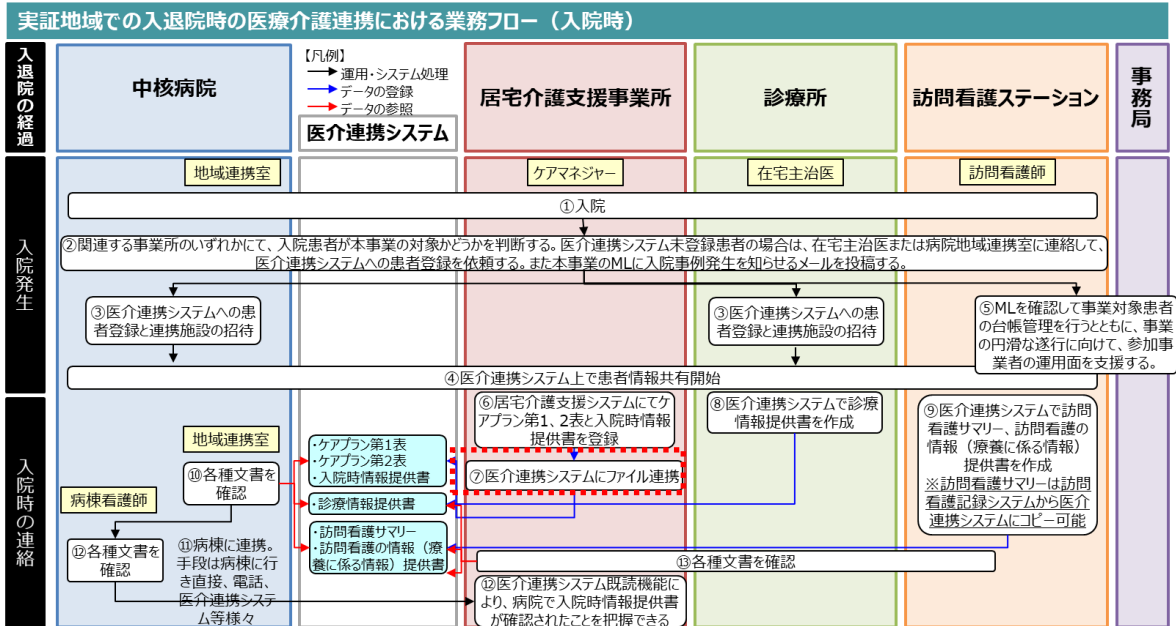 実証地域での入退院時の医療介護連携における業務フロー（入院時）
入退院の経過
中核病院
【凡例】
運用・システム処理
データの登録
データの参照
医介連携システム
居宅介護支援事業所
診療所
訪問看護ステーション
事務局
入院発生
地域連携室
ケアマネジャー
在宅主治医
訪問看護師
①入院
②関連する事業所のいずれかにて、入院患者が本事業の対象かどうかを判断する。医介連携システム未登録患者の場合は、在宅主治医または病院地域連携室に連絡して、
医介連携システムへの患者登録を依頼する。また本事業のMLに入院事例発生を知らせるメールを投稿する。
③医介連携システムへの患
者登録と連携施設の招待
③医介連携システムへの患
者登録と連携施設の招待
⑤MLを確認して事業対象患者
の台帳管理を行うとともに、事業
の円滑な遂行に向けて、参加事
業者の運用面を支援する。
④医介連携システム上で患者情報共有開始
入院時の連絡
⑥居宅介護支援システムにてケ
アプラン第1、2表と入院時情報
提供書を登録
⑧医介連携システムで診療
情報提供書を作成
⑨医介連携システムで訪問
看護サマリー、訪問看護の
情報（療養に係る情報）
提供書を作成
※訪問看護サマリーは訪問
看護記録システムから医介
連携システムにコピー可能
地域連携室
・ケアプラン第1表
・ケアプラン第2表
・入院時情報提供書
⑦医介連携システムにファイル連携
⑩各種文書を
確認
・診療情報提供書
病棟看護師
・訪問看護サマリー
・訪問看護の情報（療
養に係る情報）提供書
⑫各種文書を
確認
⑪病棟に連携。
手段は病棟に行
き直接、電話、
医介連携システ
ム等様々
⑬各種文書を確認
⑫医介連携システム既読機能に
より、病院で入院時情報提供書
が確認されたことを把握できる